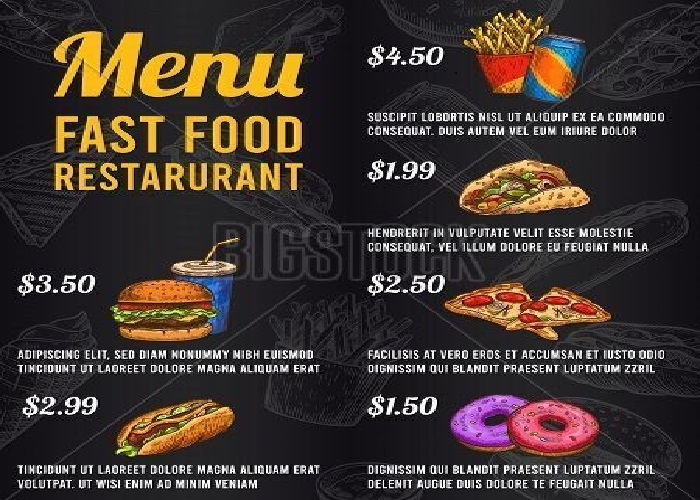 Menu
FAST FOOD
RESTARURANT
$3.50
ADIPISCING ELIT, SED DIAM NONUMMY NIBH EUISMOD
TINCIDUNT UT LAOREET DOLORE MAGNA ALIQUAM ERAT
$2.99
TINCIDUNT UT LAOREET DOLORE MAGNA ALIQUAM ERAT
VOLUTPAT. UT WISI ENIM AD MINIM VENIAM
$4.50
SUSCIPIT LOBORTIS NISL UT ALIQUIP EX EA COMMODO
CONSEQUAT. DUIS AUTEM VEL EUM IRIURE DOLOR
$1.99
HENDRERIT IN VULPUTATE VELIT ESSE MOLESTIE
CONSEQUAT, VEL ILLUM DOLORE EU FEUGIAT NULLA
$2.50
FACILISIS AT VERO EROS ET ACCUMSAN ET IUSTO ODIO
DIGNISSIM QUI BLANDIT PRAESENT LUPTATUM ZZRIL
$1.50
DIGNISSIM QUI BLANDIT PRAESENT LUPTATUM ZZRIL
DELENIT AUGUE DUIS DOLORE TE FEUGAIT NULLA
BIGSTOCK